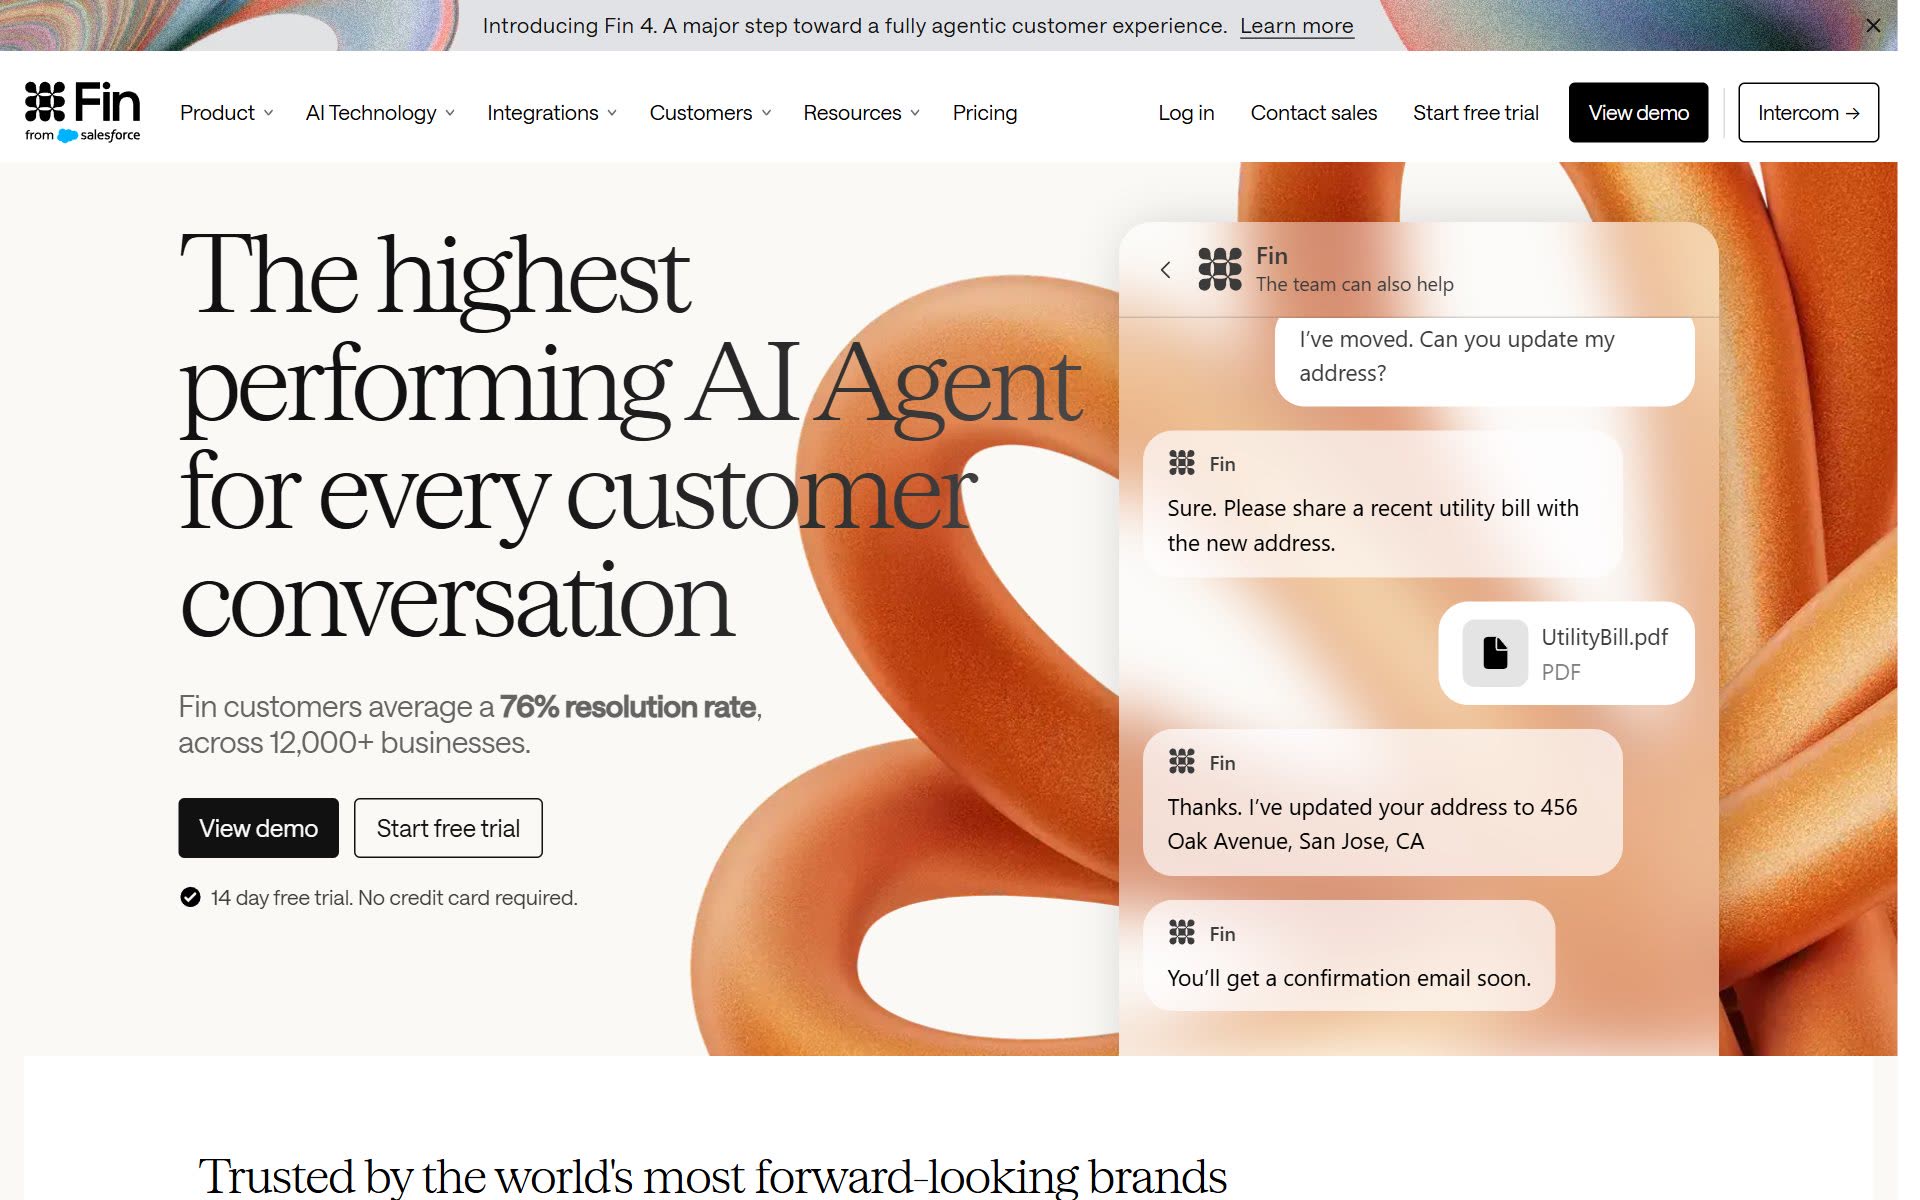 Introducing Fin 4. A major step toward a fully agentic customer experience. Learn more
Fin
from salesforce
Product
AI Technology
Integrations
Customers
Resources
Pricing
Log in
Contact sales
Start free trial
View demo
Intercom →
The highest
performing AI Agent
for every customer
conversation
Fin customers average a 76% resolution rate,
across 12,000+ businesses.
View demo
Start free trial
14 day free trial. No credit card required.
Fin
The team can also help
I’ve moved. Can you update my
address?
Fin
Sure. Please share a recent utility bill with
the new address.
UtilityBill.pdf
PDF
Fin
Thanks. I’ve updated your address to 456
Oak Avenue, San Jose, CA
Fin
You’ll get a confirmation email soon.
Trusted by the world's most forward-looking brands